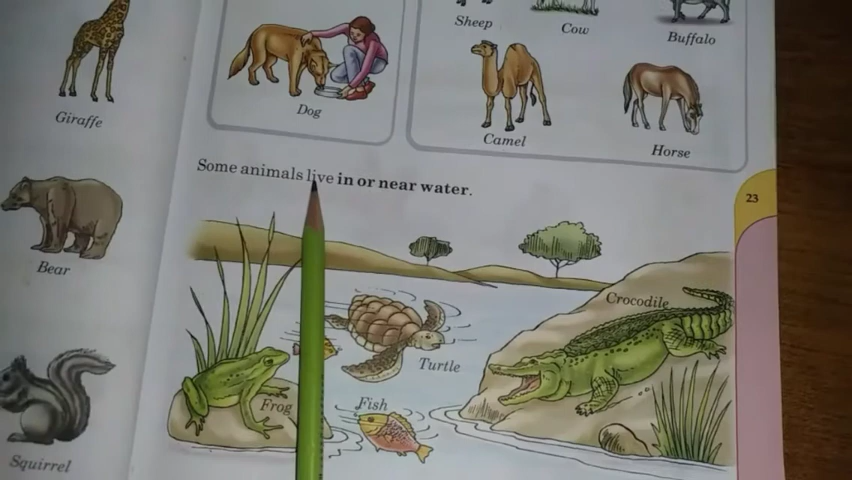 Giraffe
Bear
Squirrel
Dog
Sheep
Cow
Buffalo
Camel
Horse
Some animals live in or near water.
23
Crocodile
Turtle
Frog
Fish